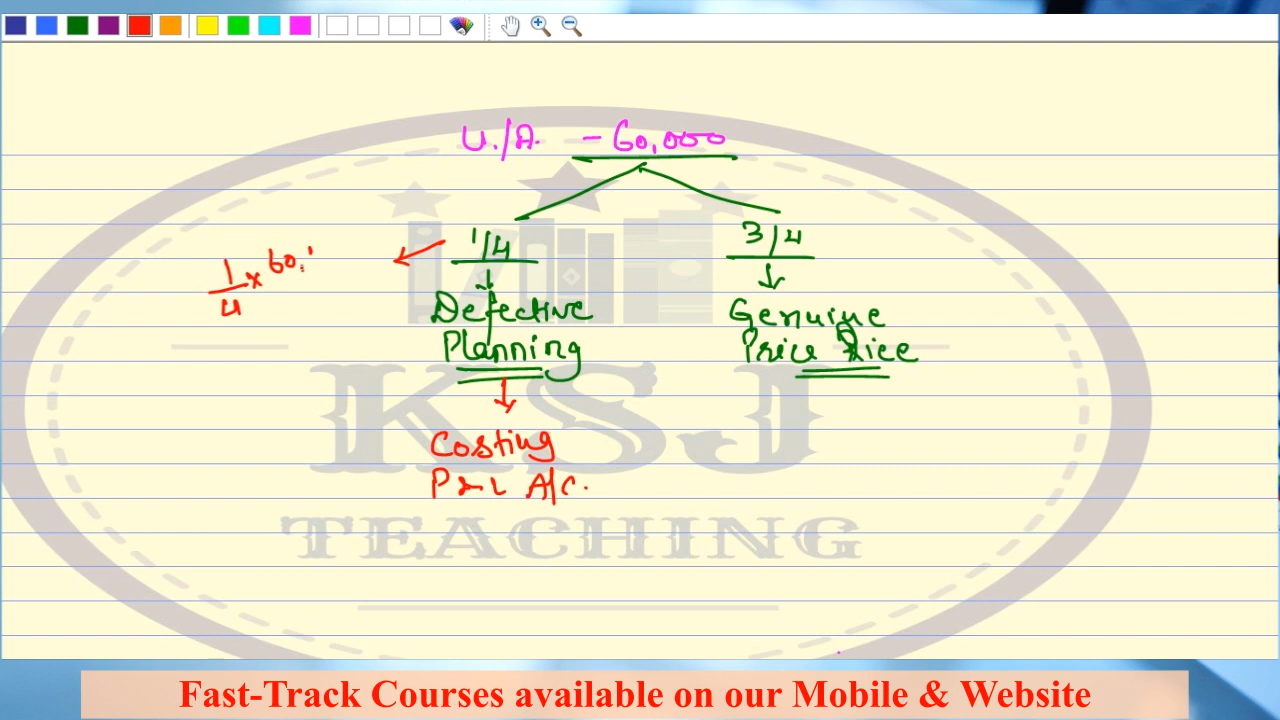 U./A. - 60,000
1/4 3/4
1/4 × 60,
Defective Genuine
Planning Price Rice
Costing
P & L A/C.
KSJ
TEACHING
Fast-Track Courses available on our Mobile & Website